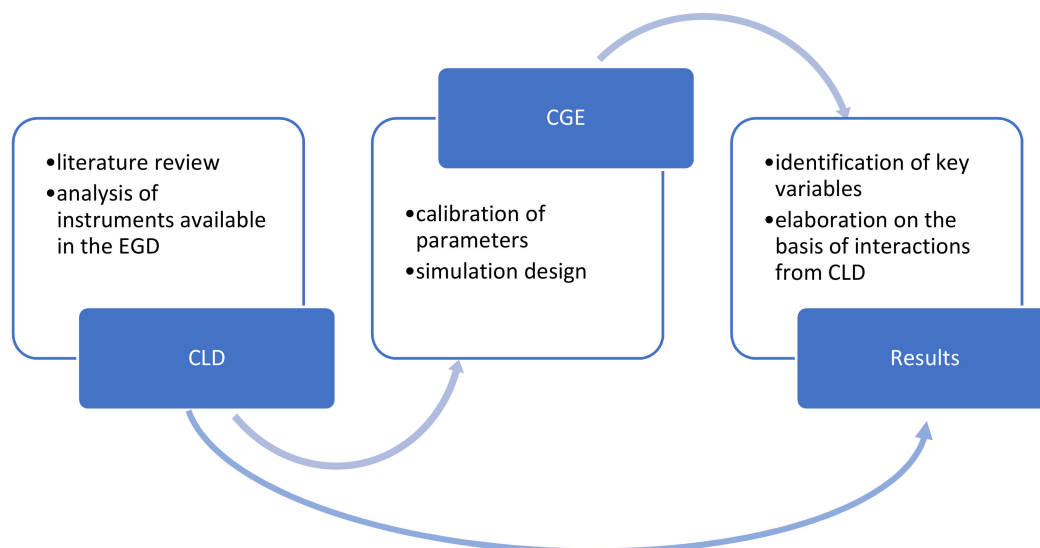 •literature review
•analysis of
instruments available
in the EGD
CLD
CGE
•calibration of
parameters
•simulation design
•identification of key
variables
•elaboration on the
basis of interactions
from CLD
Results